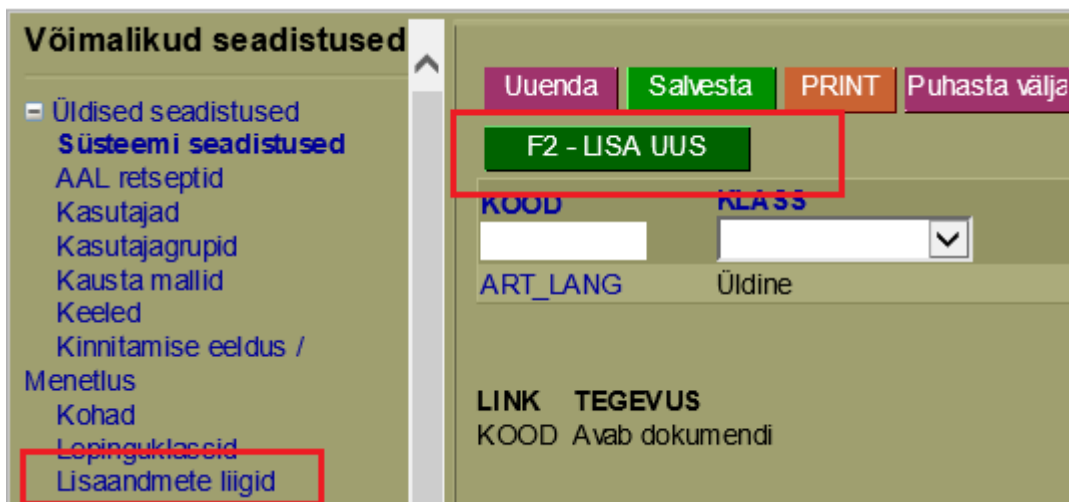 Võimalikud seadistused
Üldised seadistused
Süsteemi seadistused
AAL retseptid
Kasutajad
Kasutajagrupid
Kausta mallid
Keeled
Kinnitamise eeldus /
Menetlus
Kohad
Lepinguklassid
Lisaandmete liigid
Uuenda Salvesta PRINT Puhasta välja
F2 - LISA UUS
KOOD KLASS
ART_LANG Üldine
LINK TEGEVUS
KOOD Avab dokumendi